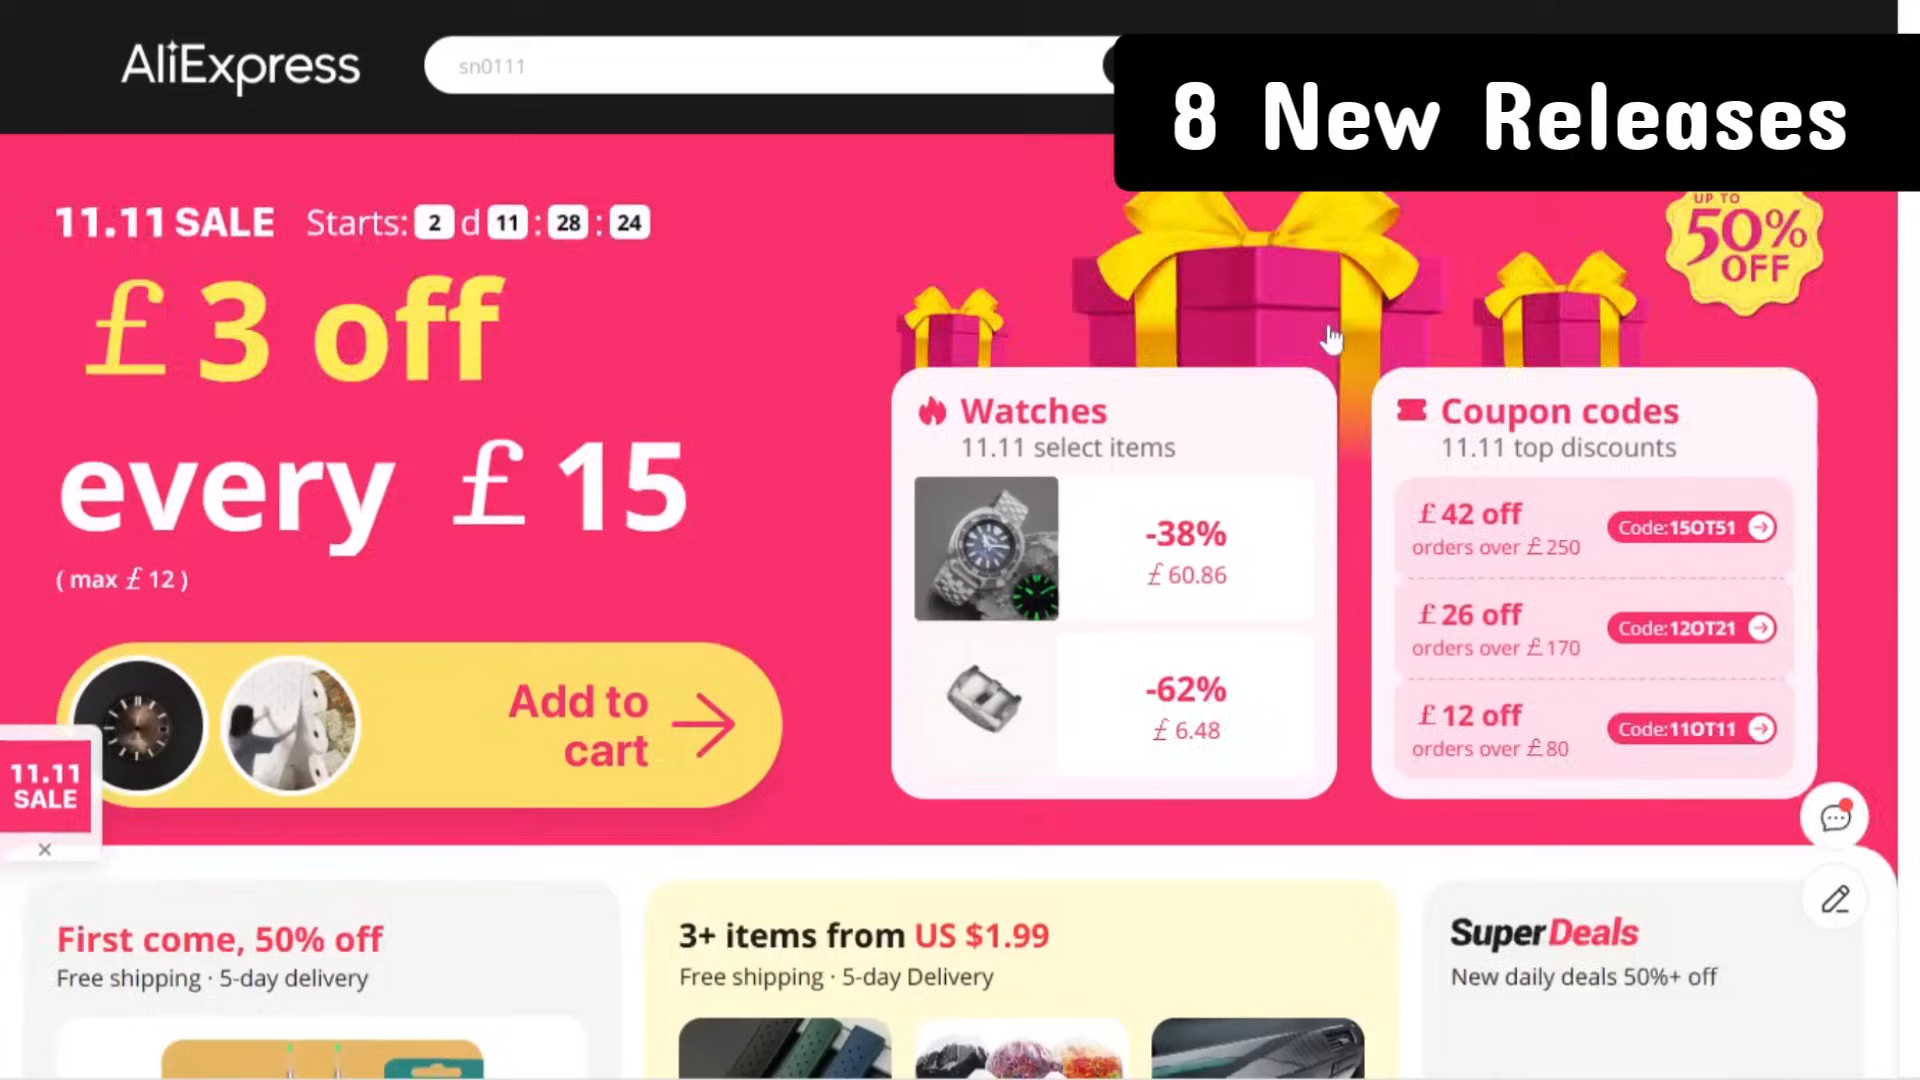 AliExpress
sn0111
8 New Releases
11.11 SALE Starts: 2 d 11 : 28 : 24
UP TO
50%
OFF
£3 off
every £15
( max £12 )
Add to
cart
11.11
SALE
Watches
11.11 select items
-38%
£60.86
-62%
£6.48
Coupon codes
11.11 top discounts
£42 off
orders over £250
Code:15OT51
£26 off
orders over £170
Code:12OT21
£12 off
orders over £80
Code:11OT11
First come, 50% off
Free shipping · 5-day delivery
3+ items from US $1.99
Free shipping · 5-day Delivery
SuperDeals
New daily deals 50%+ off